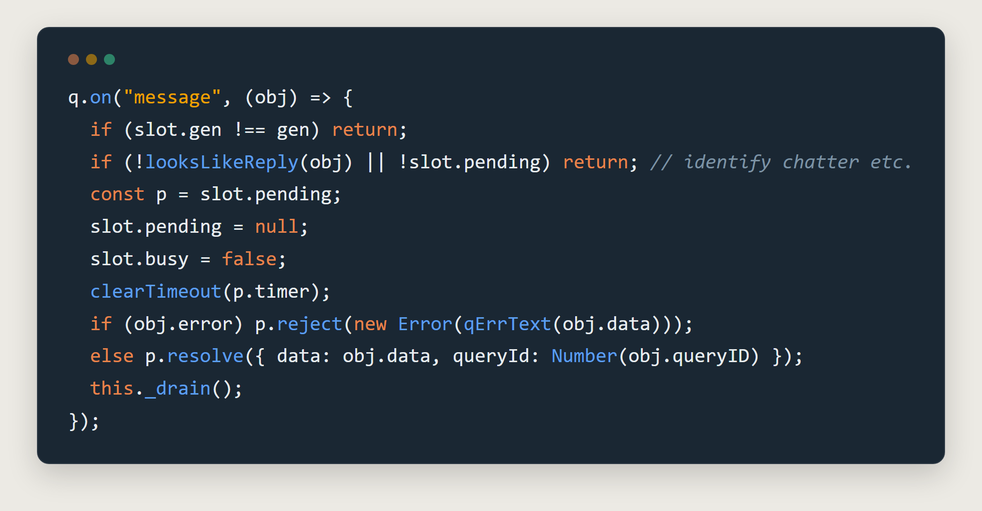 q.on("message", (obj) => {
  if (slot.gen !== gen) return;
  if (!looksLikeReply(obj) || !slot.pending) return; // identify chatter etc.
  const p = slot.pending;
  slot.pending = null;
  slot.busy = false;
  clearTimeout(p.timer);
  if (obj.error) p.reject(new Error(qErrText(obj.data)));
  else p.resolve({ data: obj.data, queryId: Number(obj.queryID) });
  this._drain();
});